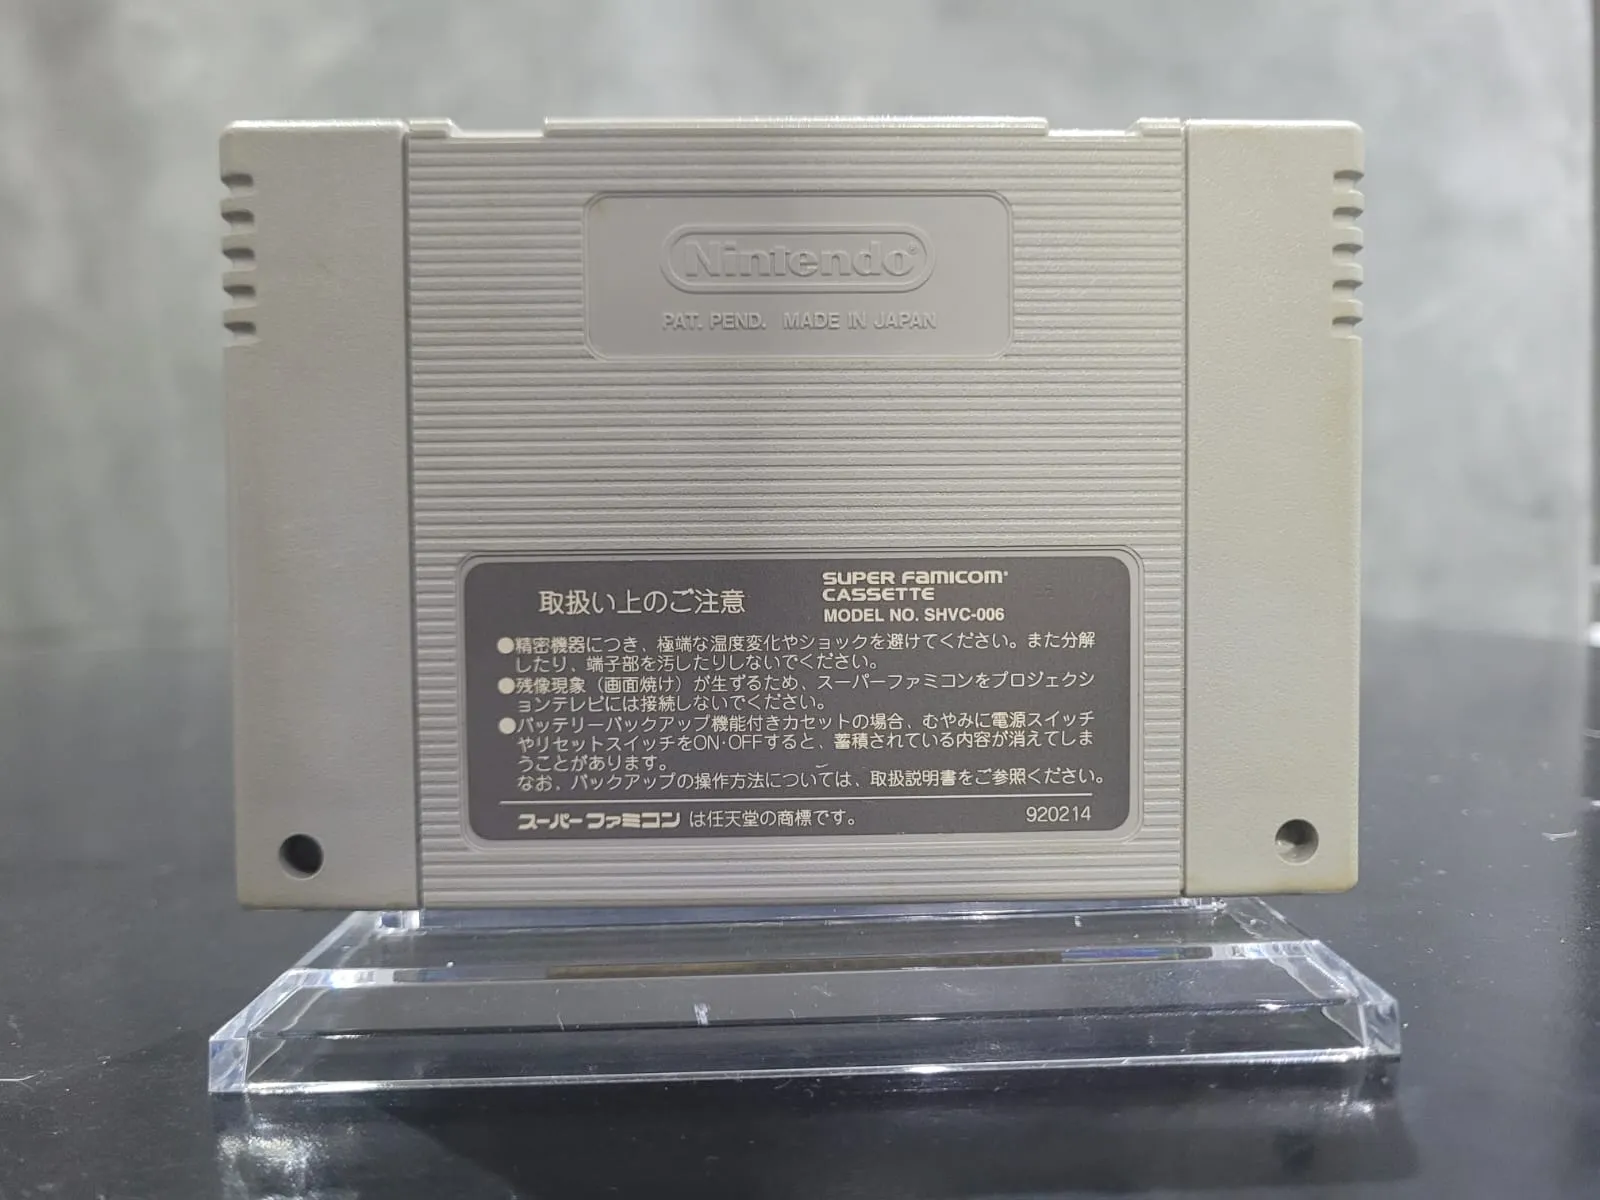 Nintendo®
PAT. PEND. MADE IN JAPAN
取扱い上のご注意
SUPER FAMICOM®
CASSETTE
MODEL NO. SHVC-006
●精密機器につき、極端な温度変化やショックを避けてください。また分解
したり、端子部を汚したりしないでください。
●残像現象（画面焼け）が生ずるため、スーパーファミコンをプロジェクシ
ョンテレビには接続しないでください。
●バッテリーバックアップ機能付きカセットの場合、むやみに電源スイッチ
やリセットスイッチをON·OFFすると、蓄積されている内容が消えてしま
うことがあります。
なお、バックアップの操作方法については、取扱説明書をご参照ください。
スーパーファミコンは任天堂の商標です。 920214